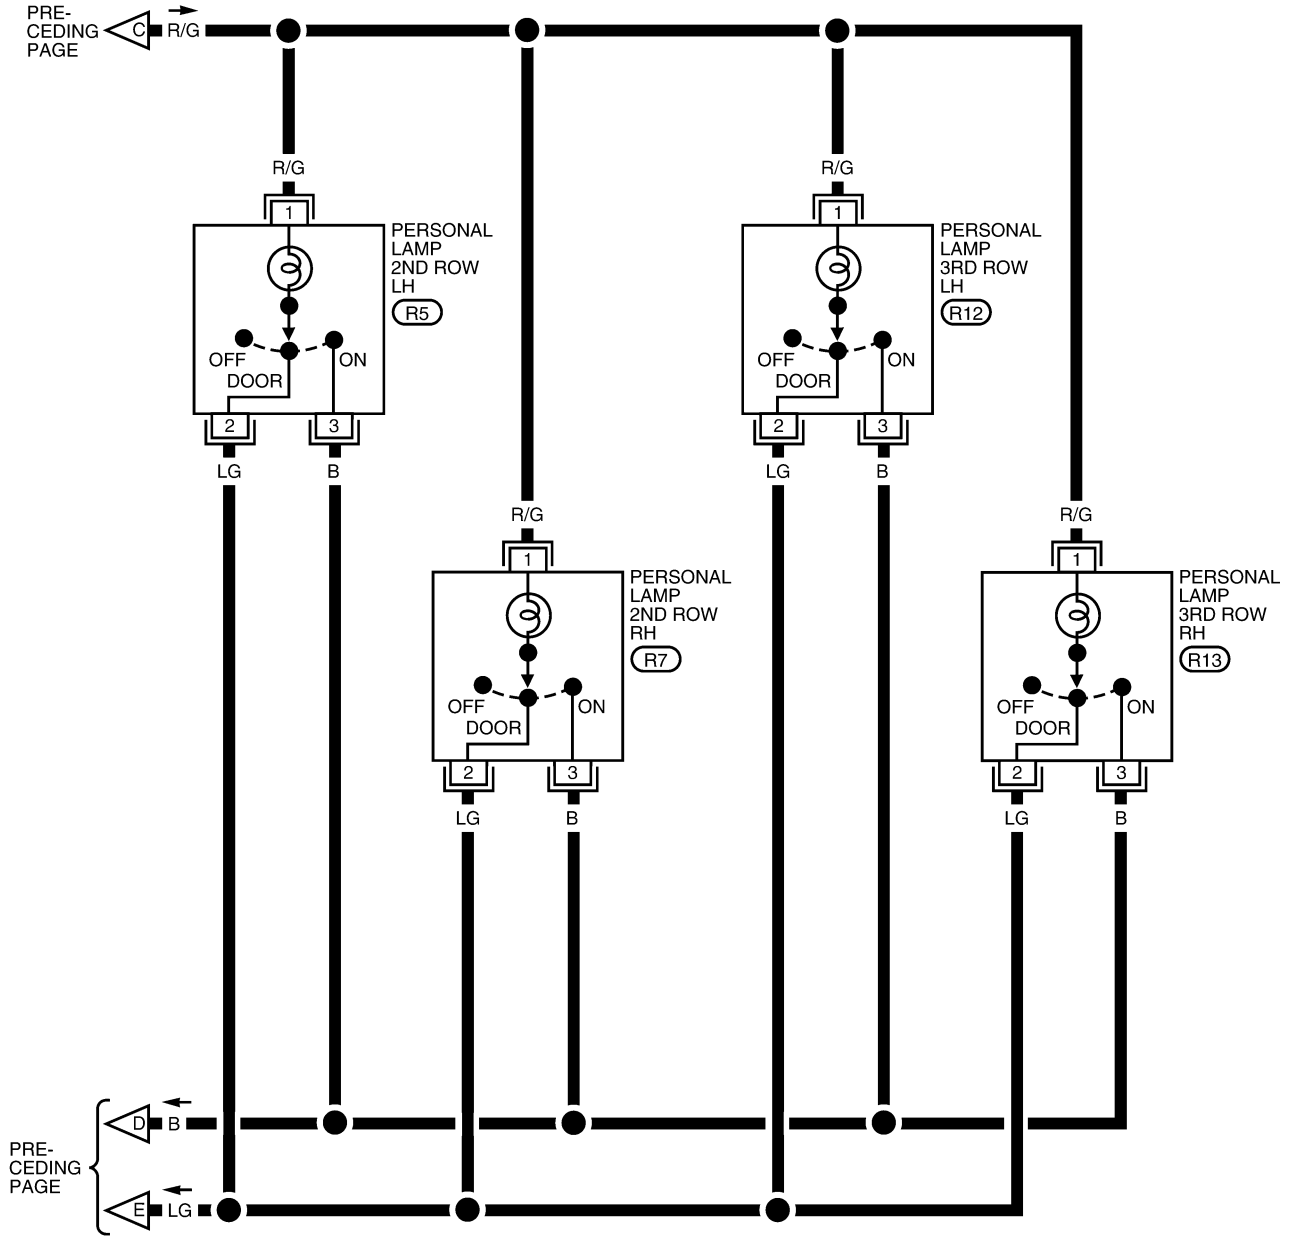 PRE-
CEDING
PAGE
C
R/G
R/G
R/G
1
PERSONAL
LAMP
2ND ROW
LH
R5
OFF
ON
DOOR
2
3
LG
B
1
PERSONAL
LAMP
3RD ROW
LH
R12
OFF
ON
DOOR
2
3
LG
B
R/G
1
PERSONAL
LAMP
2ND ROW
RH
R7
OFF
ON
DOOR
2
3
LG
B
R/G
1
PERSONAL
LAMP
3RD ROW
RH
R13
OFF
ON
DOOR
2
3
LG
B
PRE-
CEDING
PAGE
D
B
E
LG